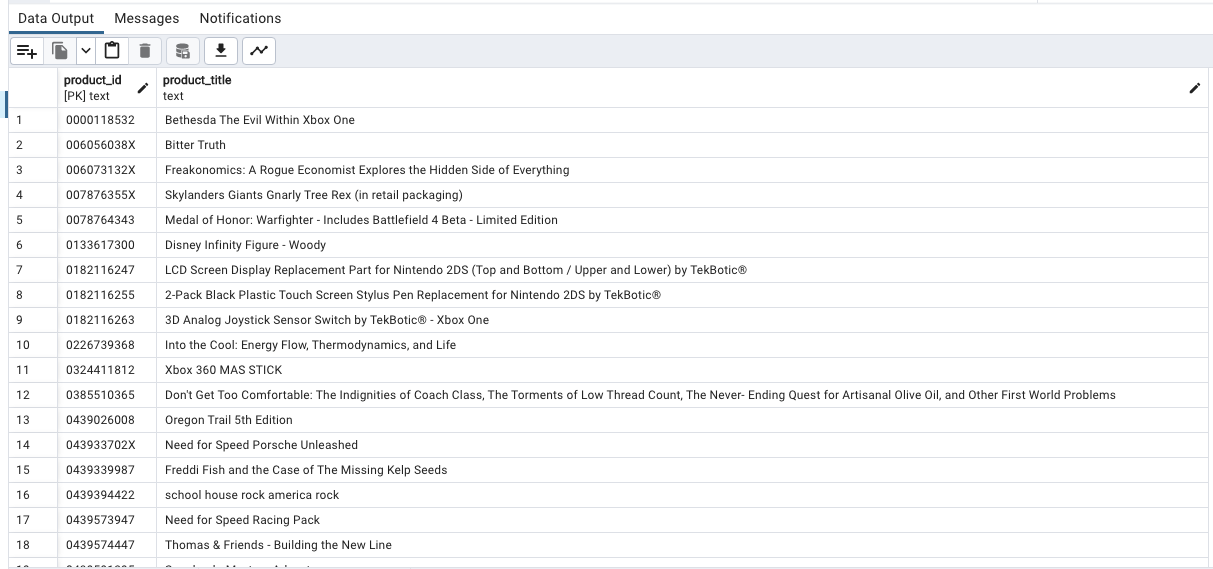 Data Output Messages Notifications
product_id product_title
[PK] text text
1 0000118532 Bethesda The Evil Within Xbox One
2 006056038X Bitter Truth
3 006073132X Freakonomics: A Rogue Economist Explores the Hidden Side of Everything
4 007876355X Skylanders Giants Gnarly Tree Rex (in retail packaging)
5 0078764343 Medal of Honor: Warfighter - Includes Battlefield 4 Beta - Limited Edition
6 0133617300 Disney Infinity Figure - Woody
7 0182116247 LCD Screen Display Replacement Part for Nintendo 2DS (Top and Bottom / Upper and Lower) by TekBotic®
8 0182116255 2-Pack Black Plastic Touch Screen Stylus Pen Replacement for Nintendo 2DS by TekBotic®
9 0182116263 3D Analog Joystick Sensor Switch by TekBotic® - Xbox One
10 0226739368 Into the Cool: Energy Flow, Thermodynamics, and Life
11 0324411812 Xbox 360 MAS STICK
12 0385510365 Don't Get Too Comfortable: The Indignities of Coach Class, The Torments of Low Thread Count, The Never- Ending Quest for Artisanal Olive Oil, and Other First World Problems
13 0439026008 Oregon Trail 5th Edition
14 043933702X Need for Speed Porsche Unleashed
15 0439339987 Freddi Fish and the Case of The Missing Kelp Seeds
16 0439394422 school house rock america rock
17 0439573947 Need for Speed Racing Pack
18 0439574447 Thomas & Friends - Building the New Line